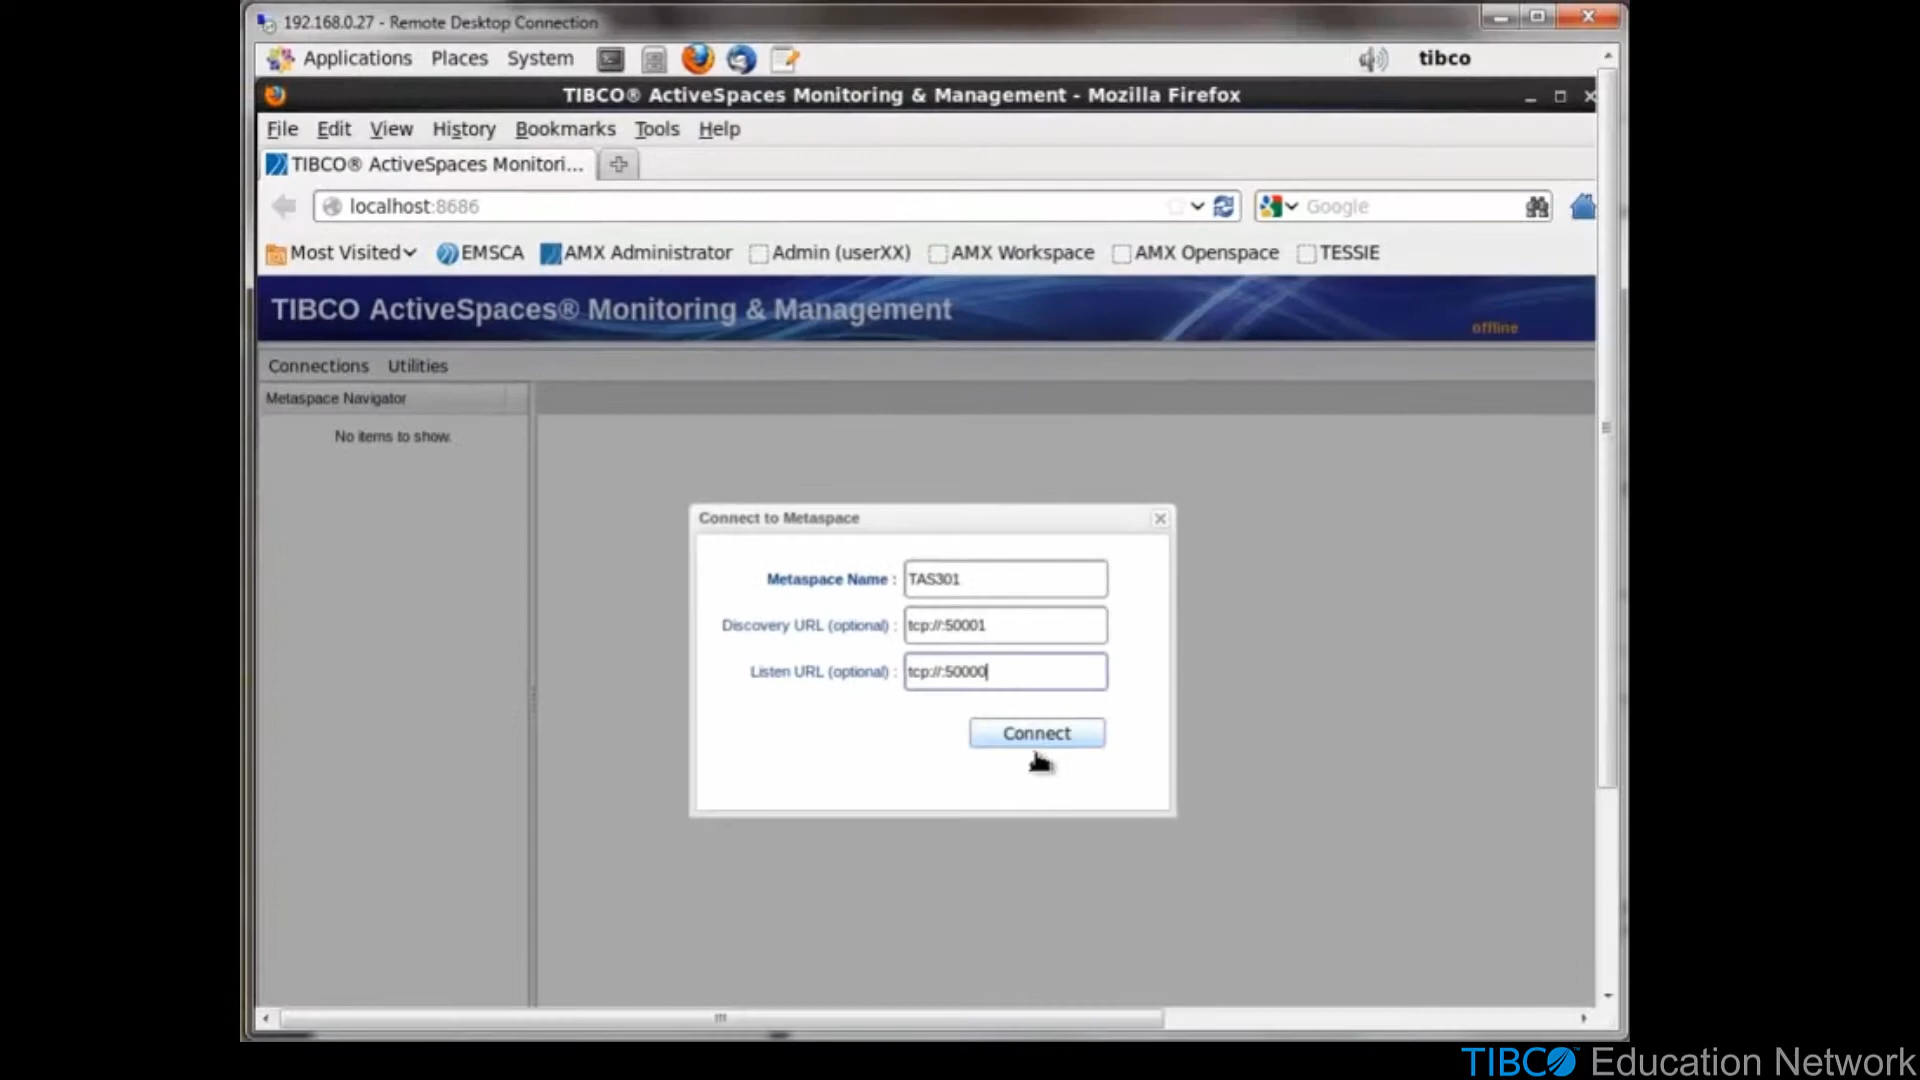 192.168.0.27 - Remote Desktop Connection
Applications Places System tibco
TIBCO® ActiveSpaces Monitoring & Management - Mozilla Firefox
File Edit View History Bookmarks Tools Help
TIBCO® ActiveSpaces Monitori...
localhost:8686 Google
Most Visited EMSCA AMX Administrator Admin (userXX) AMX Workspace AMX Openspace TESSIE
TIBCO ActiveSpaces® Monitoring & Management
offline
Connections Utilities
Metaspace Navigator
No items to show.
Connect to Metaspace
Metaspace Name : TAS301
Discovery URL (optional) : tcp://:50001
Listen URL (optional) : tcp://:50000
Connect
TIBCO™ Education Network